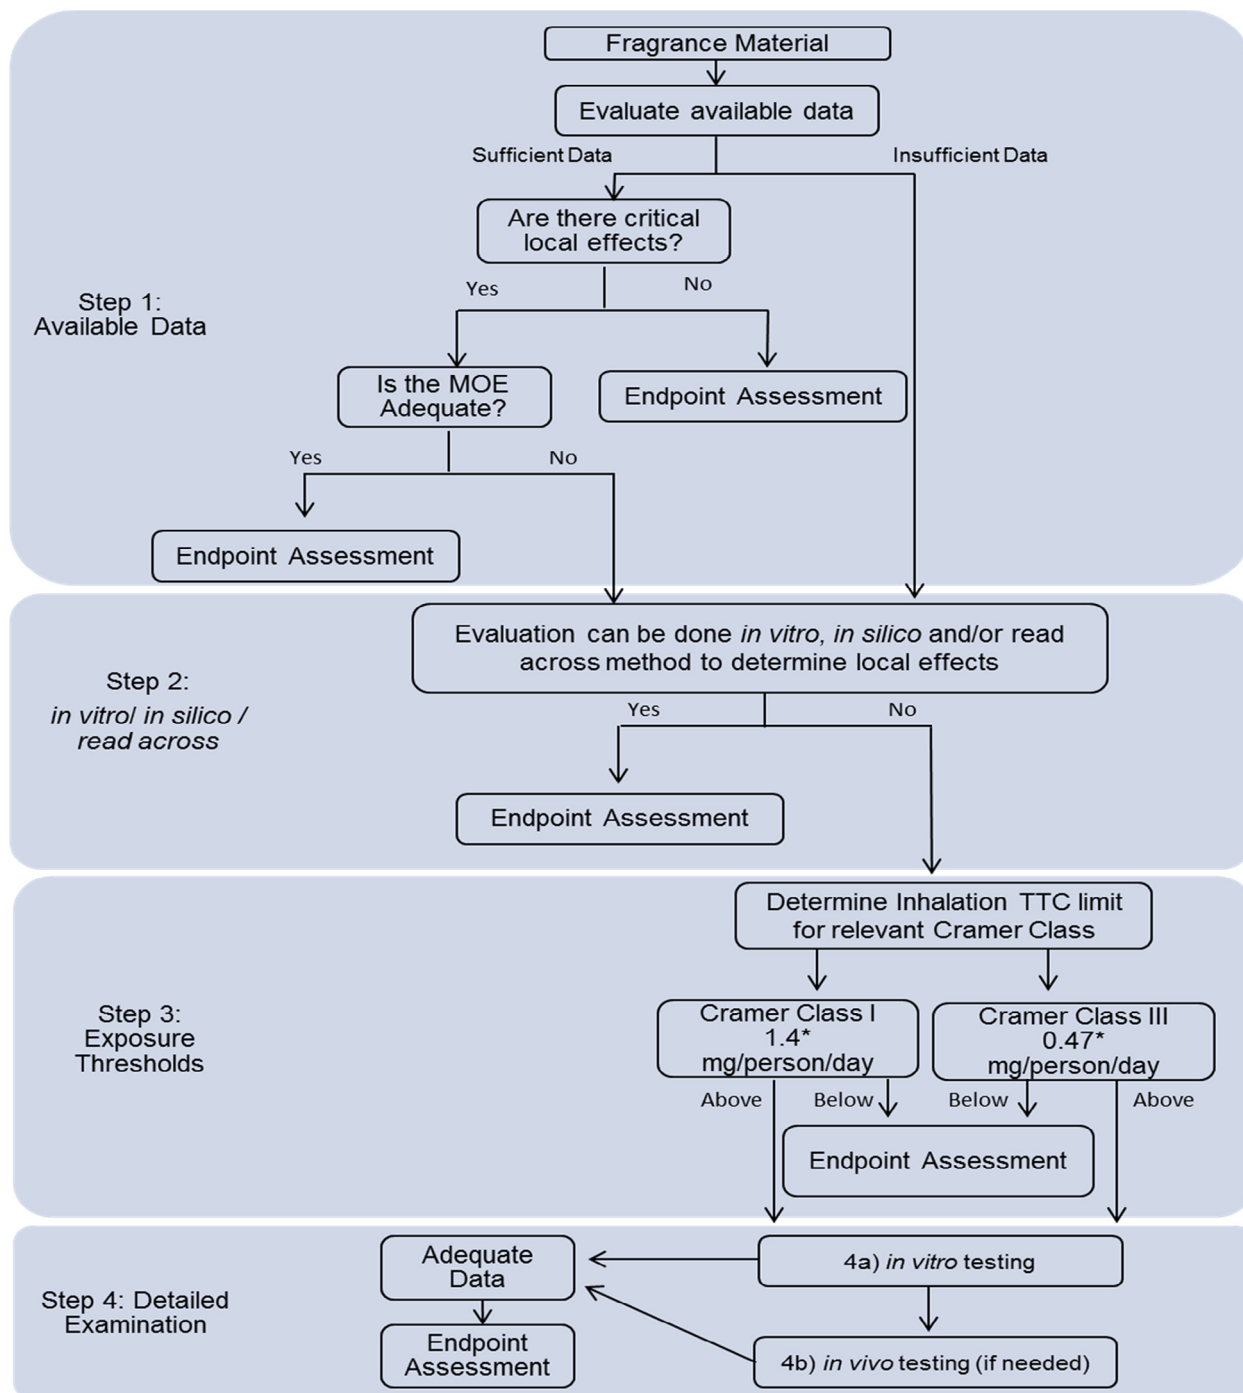 Fragrance Material
Evaluate available data
Sufficient Data
Insufficient Data
Are there critical
local effects?
Yes
No
Step 1:
Available Data
Is the MOE
Adequate?
Endpoint Assessment
Yes
No
Endpoint Assessment
Evaluation can be done in vitro, in silico and/or read
across method to determine local effects
Step 2:
in vitro/ in silico /
read across
Yes
No
Endpoint Assessment
Determine Inhalation TTC limit
for relevant Cramer Class
Step 3:
Exposure
Thresholds
Cramer Class I
1.4*
mg/person/day
Cramer Class III
0.47*
mg/person/day
Above
Below
Below
Above
Endpoint Assessment
Step 4: Detailed
Examination
Adequate
Data
4a) in vitro testing
Endpoint
Assessment
4b) in vivo testing (if needed)